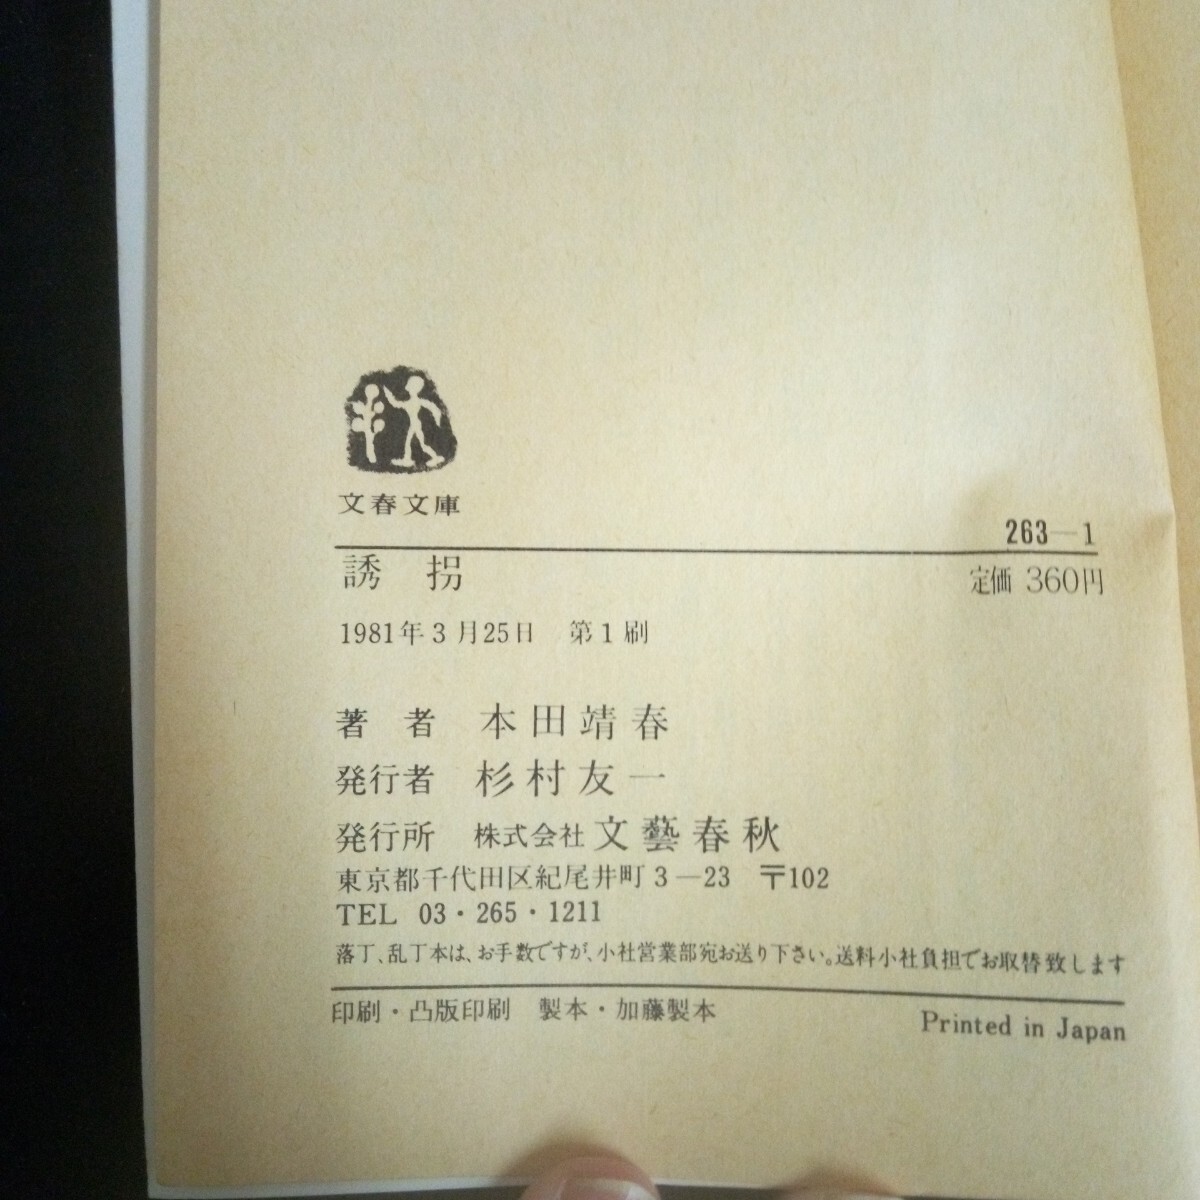 文春文庫
263—1
誘　拐
定価 360円
1981年3月25日　第1刷
著　者　本田靖春
発行者　杉村友一
発行所　株式会社 文藝春秋
東京都千代田区紀尾井町3—23　〒102
TEL 03・265・1211
落丁、乱丁本は、お手数ですが、小社営業部宛お送り下さい。送料小社負担でお取替致します
印刷・凸版印刷　製本・加藤製本
Printed in Japan